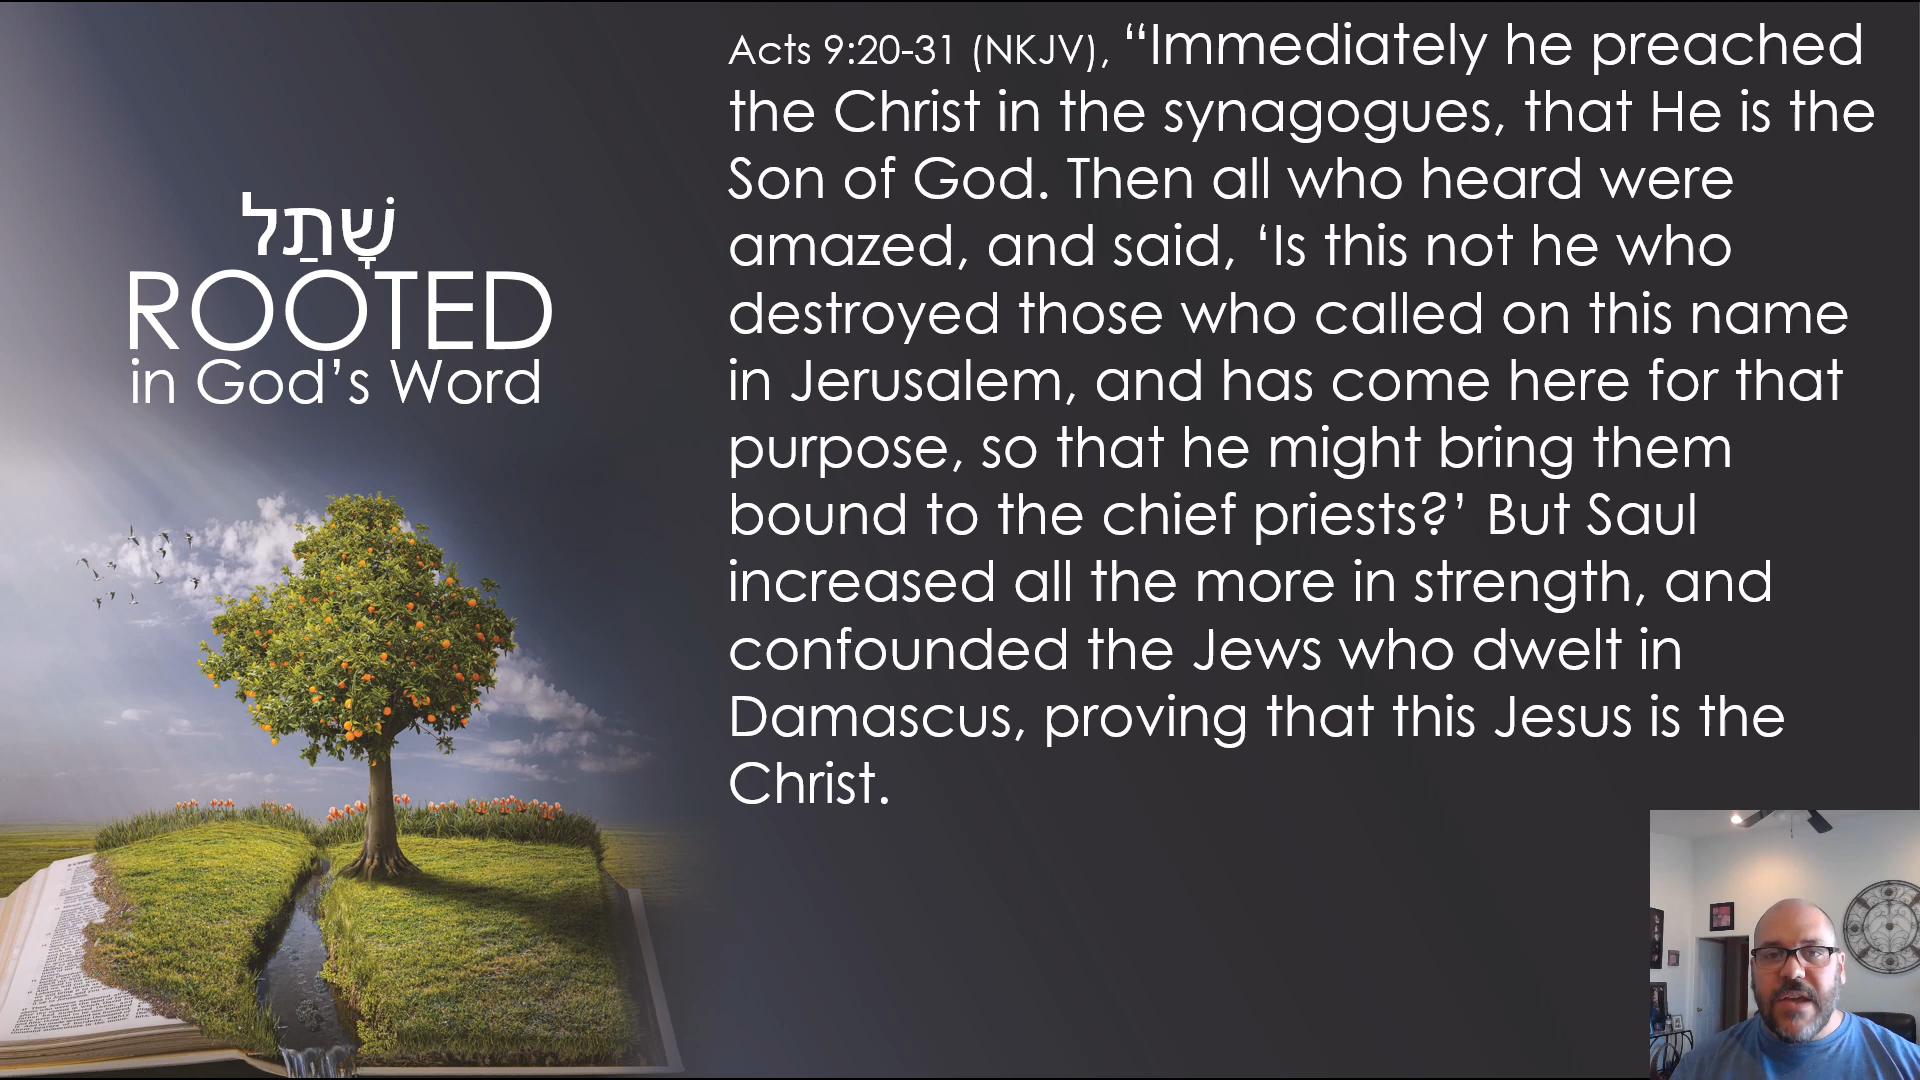 שָׁתַל
ROOTED
in God’s Word
Acts 9:20-31 (NKJV), “Immediately he preached
the Christ in the synagogues, that He is the
Son of God. Then all who heard were
amazed, and said, ‘Is this not he who
destroyed those who called on this name
in Jerusalem, and has come here for that
purpose, so that he might bring them
bound to the chief priests?’ But Saul
increased all the more in strength, and
confounded the Jews who dwelt in
Damascus, proving that this Jesus is the
Christ.